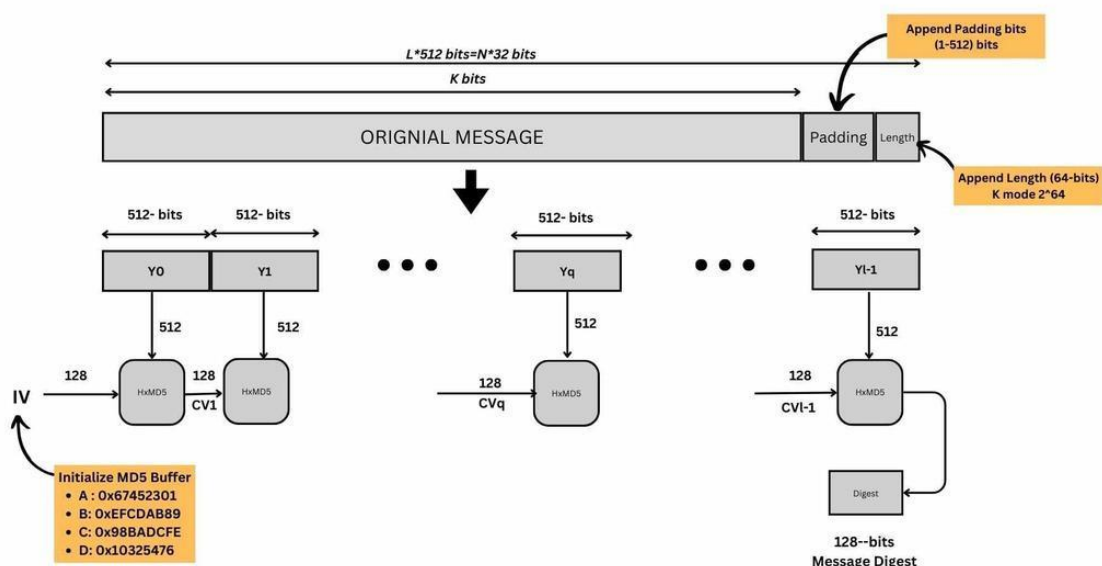 Append Padding bits
(1-512) bits
L*512 bits=N*32 bits
K bits
ORIGNIAL MESSAGE
Padding
Length
Append Length (64-bits)
K mode 2^64
512- bits
512- bits
512- bits
512- bits
Y0
Y1
Yq
Yl-1
512
512
512
512
IV
128
HxMD5
128
CV1
HxMD5
128
CVq
HxMD5
128
CVl-1
HxMD5
Initialize MD5 Buffer
• A : 0x67452301
• B: 0xEFCDAB89
• C: 0x98BADCFE
• D: 0x10325476
Digest
128--bits
Message Digest